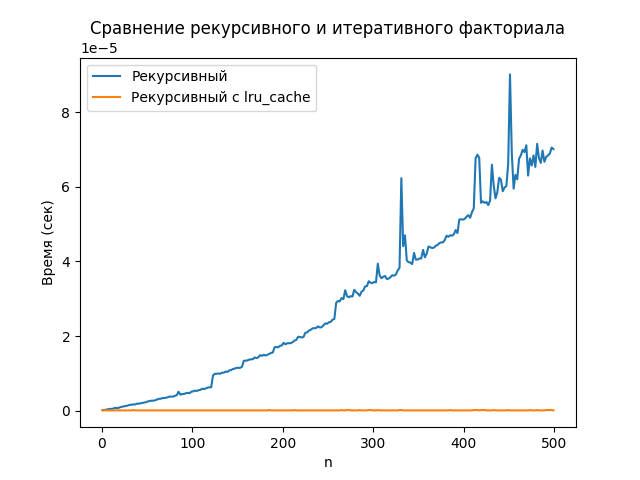 Сравнение рекурсивного и итеративного факториала
1e−5
Рекурсивный
Рекурсивный с lru_cache
8
6
4
2
0
Время (сек)
0 100 200 300 400 500
n